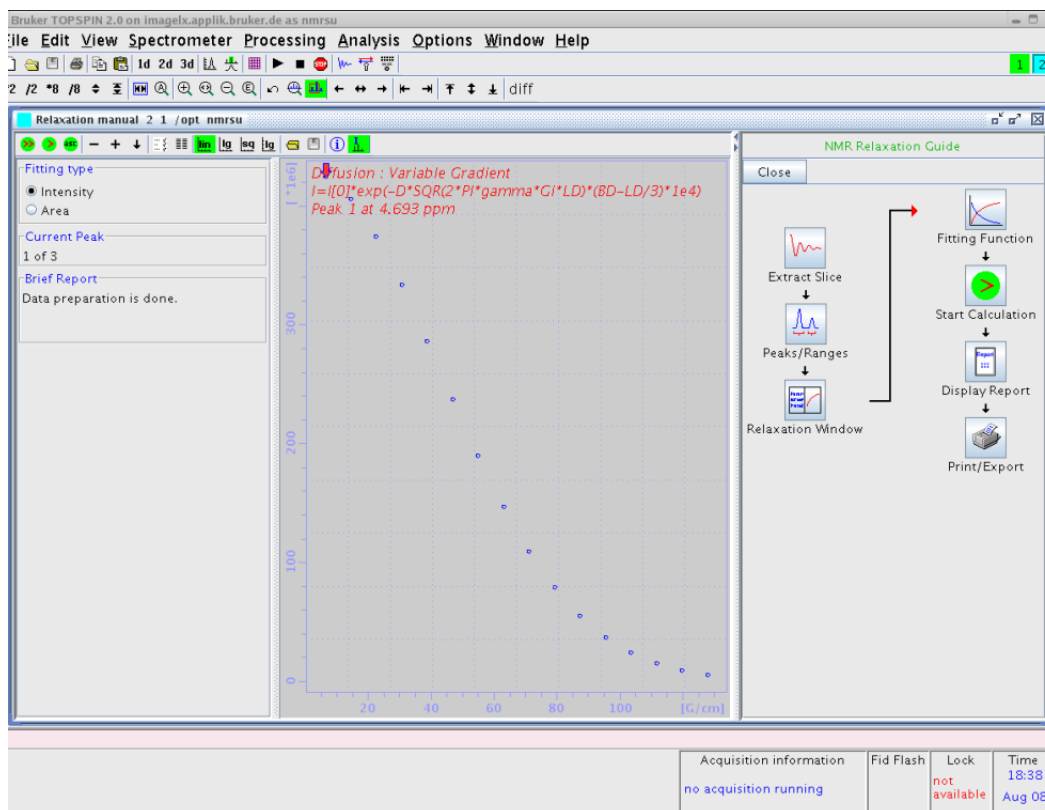 Bruker TOPSPIN 2.0 on imagelx.applik.bruker.de as nmrsu
File Edit View Spectrometer Processing Analysis Options Window Help
1d 2d 3d
1 2
*2 /2 *8 /8 diff
Relaxation manual 2 1 /opt nmrsu
ASC lin lg sq lg
Fitting type
Intensity
Area
Current Peak
1 of 3
Brief Report
Data preparation is done.
Diffusion : Variable Gradient
I=I[0]*exp(-D*SQR(2*PI*gamma*Gi*LD)*(BD-LD/3)*1e4)
Peak 1 at 4.693 ppm
[ *1e6]
300
200
100
0
20 40 60 80 100 [G/cm]
NMR Relaxation Guide
Close
Extract Slice
Peaks/Ranges
Relaxation Window
Fitting Function
Start Calculation
Report
Display Report
Print/Export
Acquisition information
no acquisition running
Fid Flash
Lock
not
available
Time
18:38
Aug 08